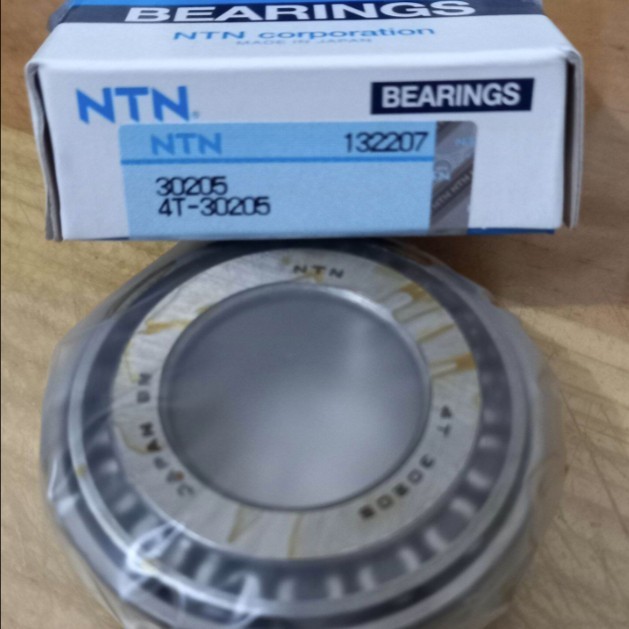 BEARINGS
NTN corporation
MADE IN JAPAN
NTN
BEARINGS
NTN 132207
30205
4T-30205
NTN
4T-30205
JAPAN